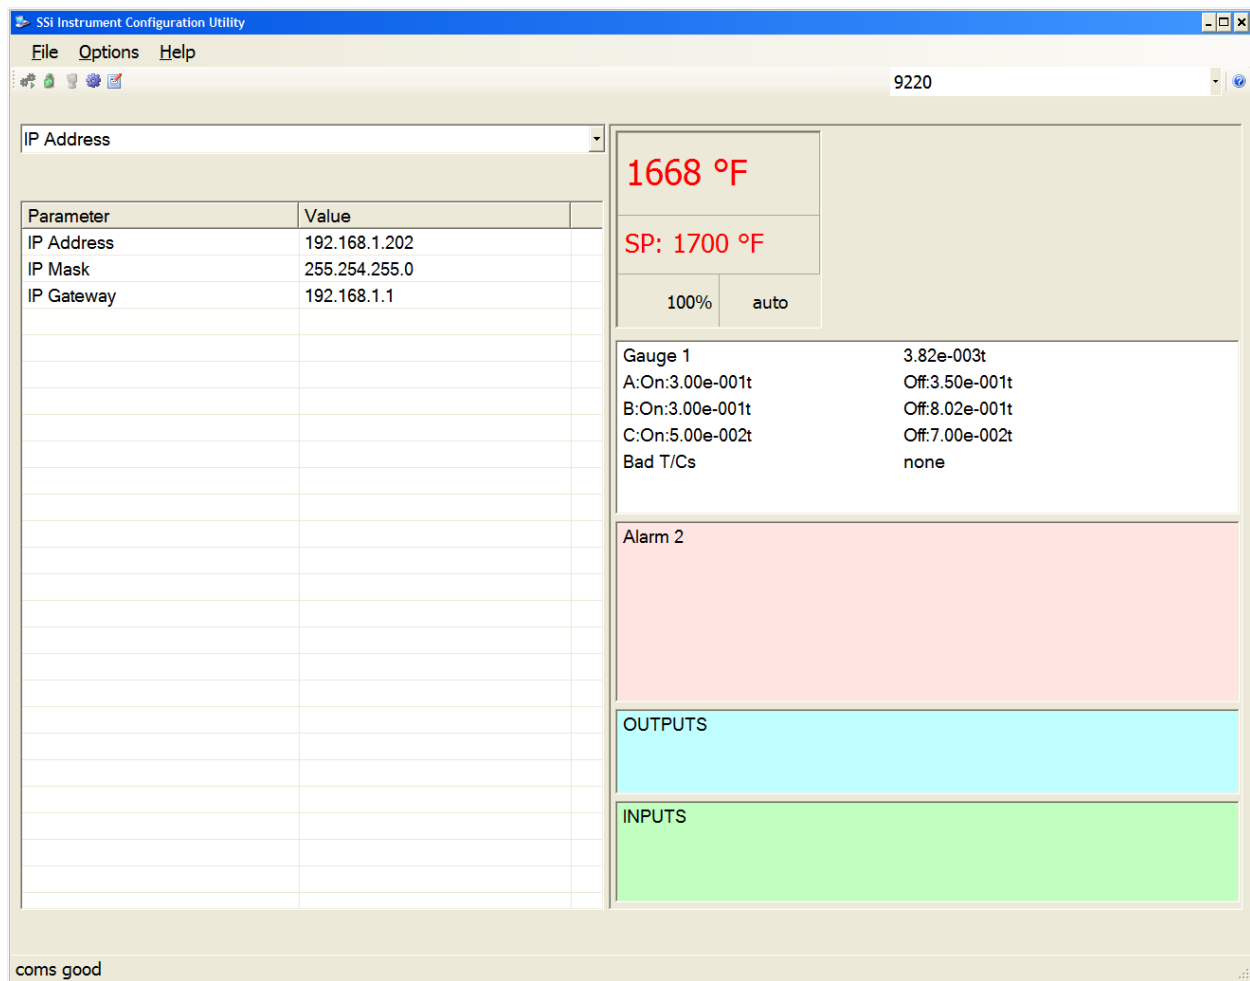 SSi Instrument Configuration Utility
File Options Help
9220
IP Address
Parameter Value
IP Address 192.168.1.202
IP Mask 255.254.255.0
IP Gateway 192.168.1.1
1668 °F
SP: 1700 °F
100% auto
Gauge 1 3.82e-003t
A:On:3.00e-001t Off:3.50e-001t
B:On:3.00e-001t Off:8.02e-001t
C:On:5.00e-002t Off:7.00e-002t
Bad T/Cs none
Alarm 2
OUTPUTS
INPUTS
coms good